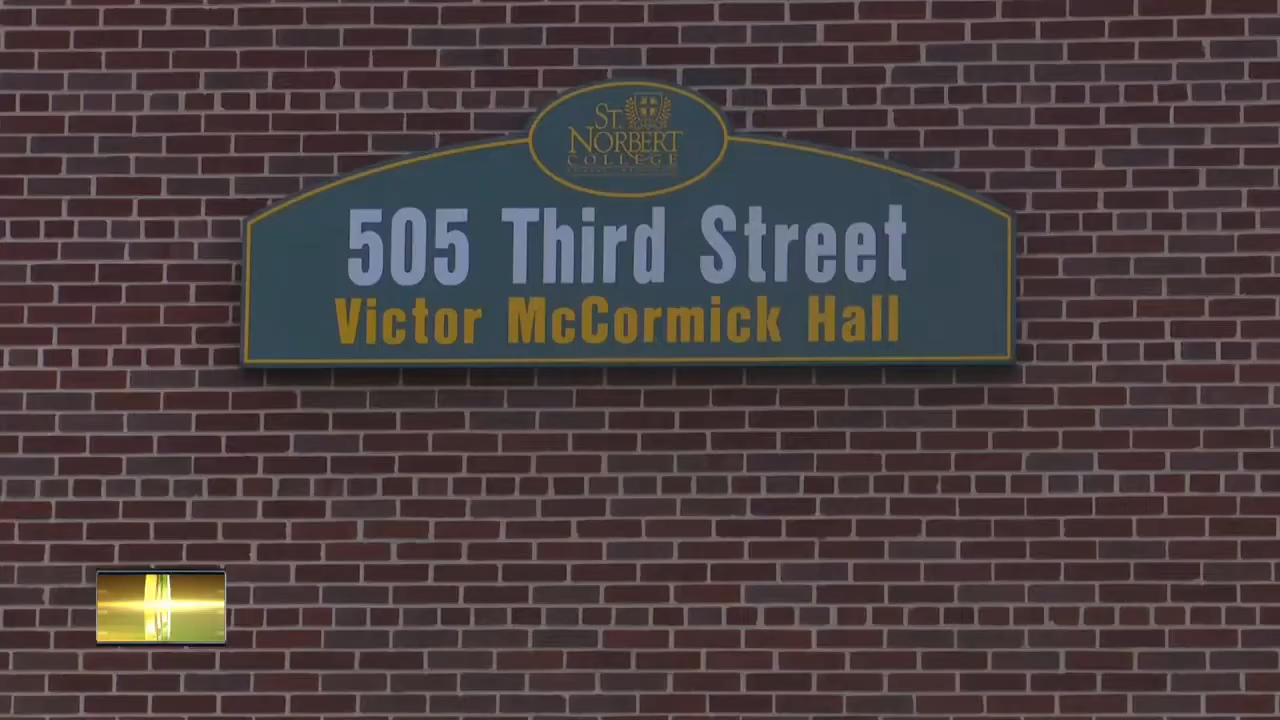 ST.
NORBERT
COLLEGE
505 Third Street
Victor McCormick Hall